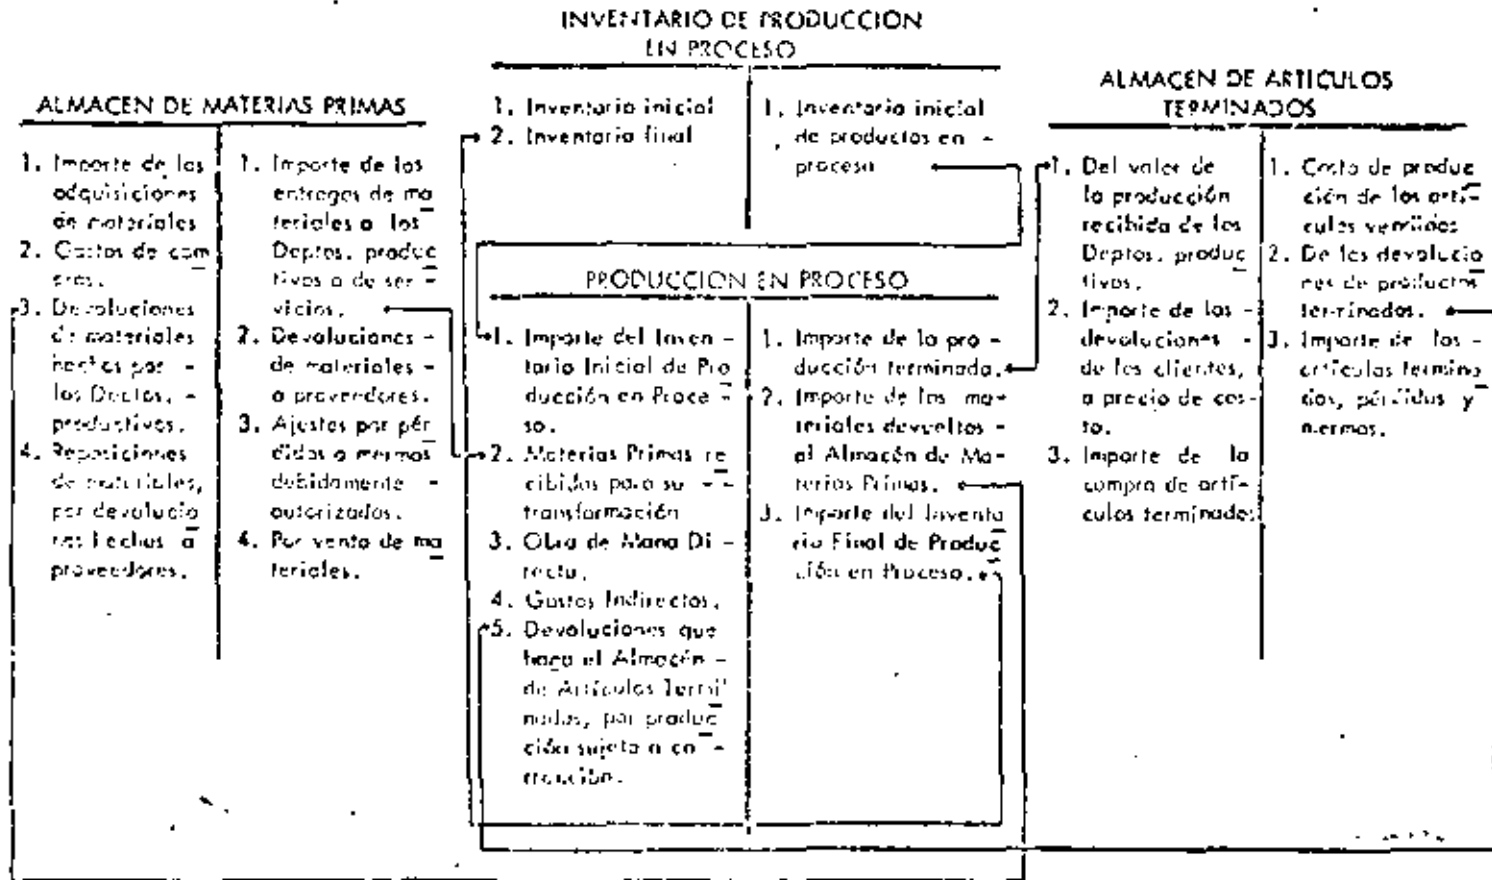 INVENTARIO DE PRODUCCION
EN PROCESO
1. Inventario inicial
2. Inventario final
1. Inventario inicial
de productos en -
proceso
ALMACEN DE MATERIAS PRIMAS
1. Importe de las
adquisiciones
de materiales
2. Gastos de com
pras.
3. Devoluciones
de materiales
hechas por -
los Deptos. -
productivos.
4. Reposiciones
de materiales,
por devolucio
nes hechas a
proveedores.
1. Importe de las
entregas de ma
teriales a los
Deptos. produc
tivos o de ser -
vicios.
2. Devoluciones -
de materiales -
a proveedores.
3. Ajustes por pér
didas o mermas
debidamente -
autorizadas.
4. Por venta de ma
teriales.
PRODUCCION EN PROCESO
1. Importe del Inven -
tario Inicial de Pro
ducción en Proce -
so.
2. Materias Primas re
cibidas para su - -
transformación
3. Obra de Mano Di -
recta.
4. Gastos Indirectos.
5. Devoluciones que
haga el Almacén -
de Artículos Termi
nados, por produc
ción sujeta a co -
rrección.
1. Importe de la pro -
ducción terminada.
2. Importe de los ma-
teriales devueltos -
al Almacén de Ma-
terias Primas.
3. Importe del Inventa
rio Final de Produc
ción en Proceso.
ALMACEN DE ARTICULOS
TERMINADOS
1. Del valor de
la producción
recibida de los
Deptos. produc
tivos.
2. Importe de las -
devoluciones -
de los clientes,
a precio de cos-
to.
3. Importe de la
compra de artí-
culos terminados
1. Costo de produc
ción de los artí-
culos vendidos
2. De las devolucio
nes de productos
terminados.
3. Importe de los -
artículos termina
dos, pérdidas y
mermas.